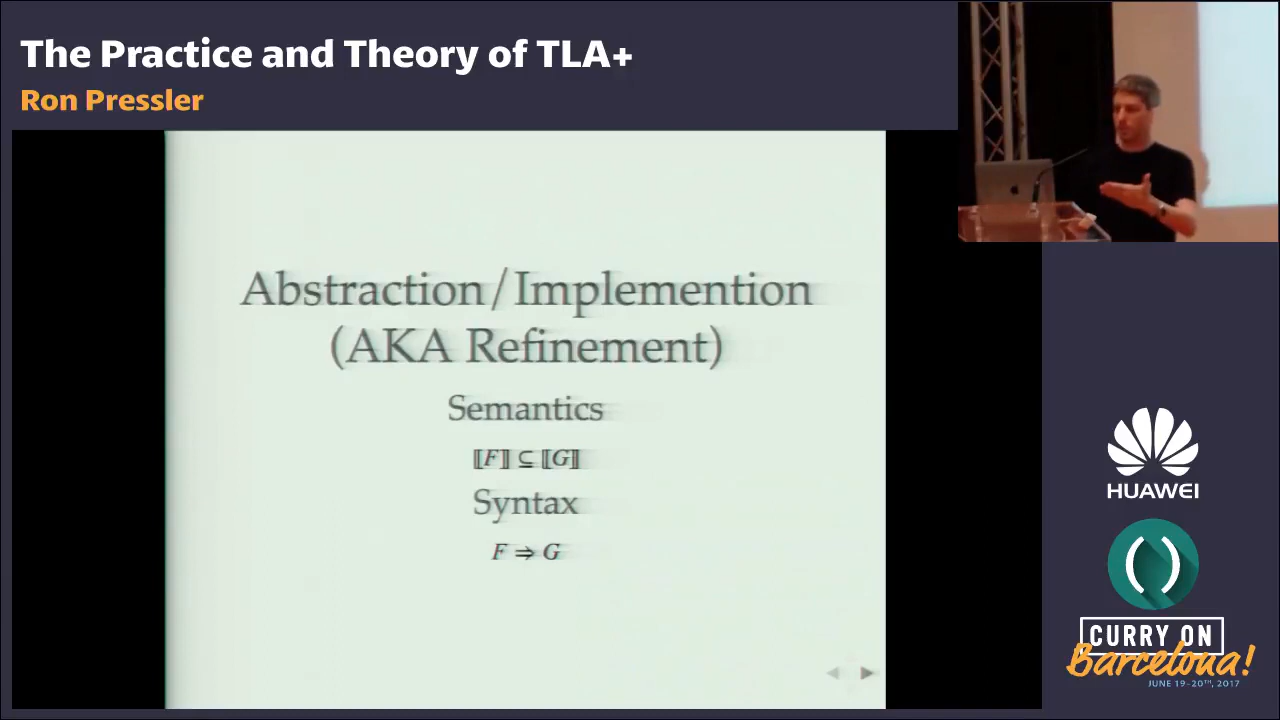 The Practice and Theory of TLA+
Ron Pressler
Abstraction/Implemention
(AKA Refinement)
Semantics
⟦F⟧ ⊆ ⟦G⟧
Syntax
F ⇒ G
HUAWEI
()
CURRY ON
Barcelona!
JUNE 19-20TH, 2017